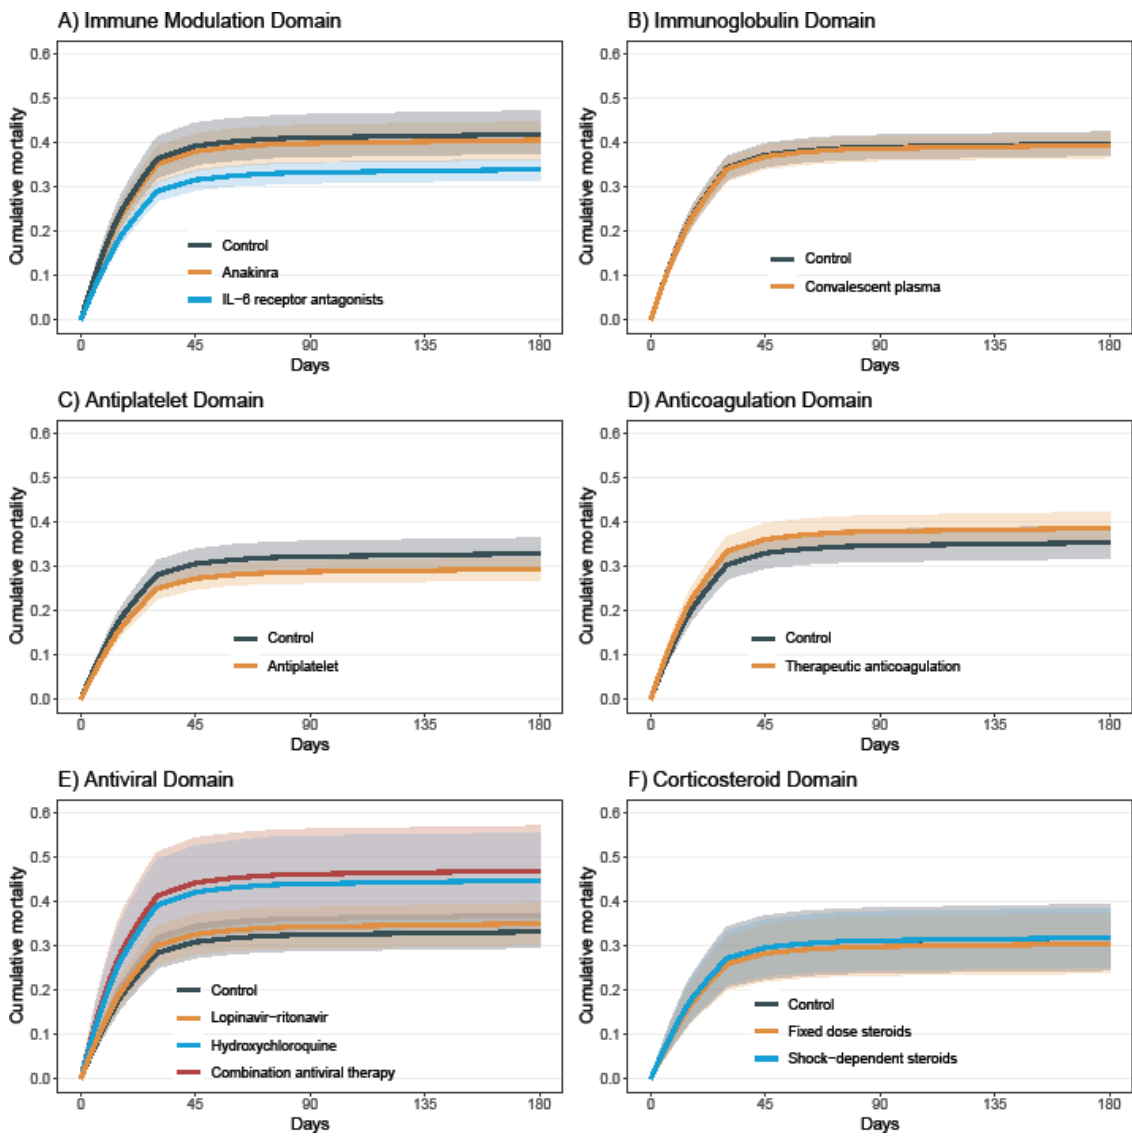 A) Immune Modulation Domain
Cumulative mortality
0.6
0.5
0.4
0.3
0.2
0.1
0.0
Control
Anakinra
IL−6 receptor antagonists
0 45 90 135 180
Days
B) Immunoglobulin Domain
Cumulative mortality
0.6
0.5
0.4
0.3
0.2
0.1
0.0
Control
Convalescent plasma
0 45 90 135 180
Days
C) Antiplatelet Domain
Cumulative mortality
0.6
0.5
0.4
0.3
0.2
0.1
0.0
Control
Antiplatelet
0 45 90 135 180
Days
D) Anticoagulation Domain
Cumulative mortality
0.6
0.5
0.4
0.3
0.2
0.1
0.0
Control
Therapeutic anticoagulation
0 45 90 135 180
Days
E) Antiviral Domain
Cumulative mortality
0.6
0.5
0.4
0.3
0.2
0.1
0.0
Control
Lopinavir−ritonavir
Hydroxychloroquine
Combination antiviral therapy
0 45 90 135 180
Days
F) Corticosteroid Domain
Cumulative mortality
0.6
0.5
0.4
0.3
0.2
0.1
0.0
Control
Fixed dose steroids
Shock−dependent steroids
0 45 90 135 180
Days